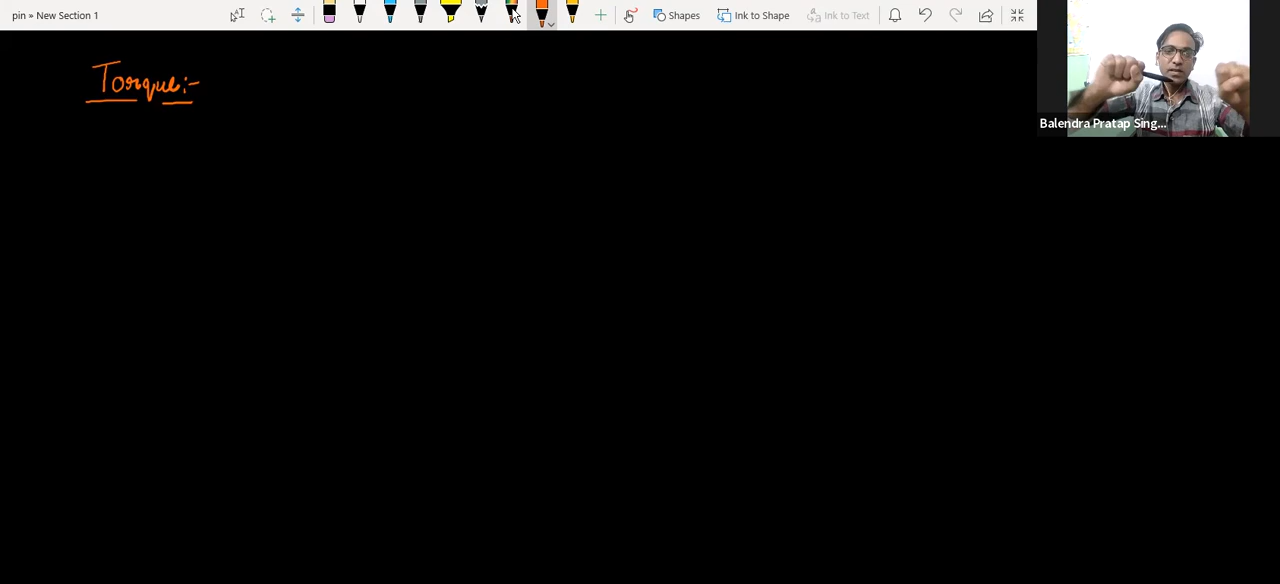 pin » New Section 1
Shapes
Ink to Shape
Ink to Text
Torque:-
Balendra Pratap Sing...